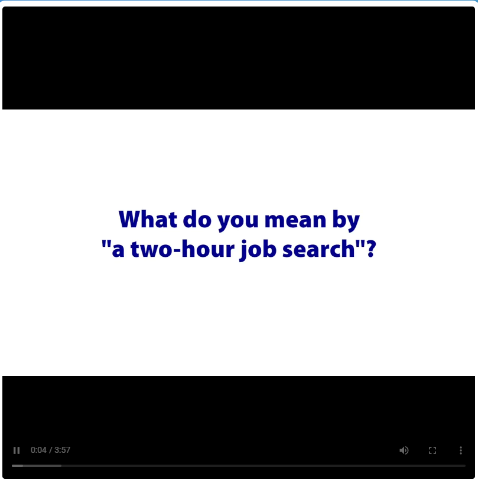 What do you mean by
"a two-hour job search"?
0:04 / 3:57